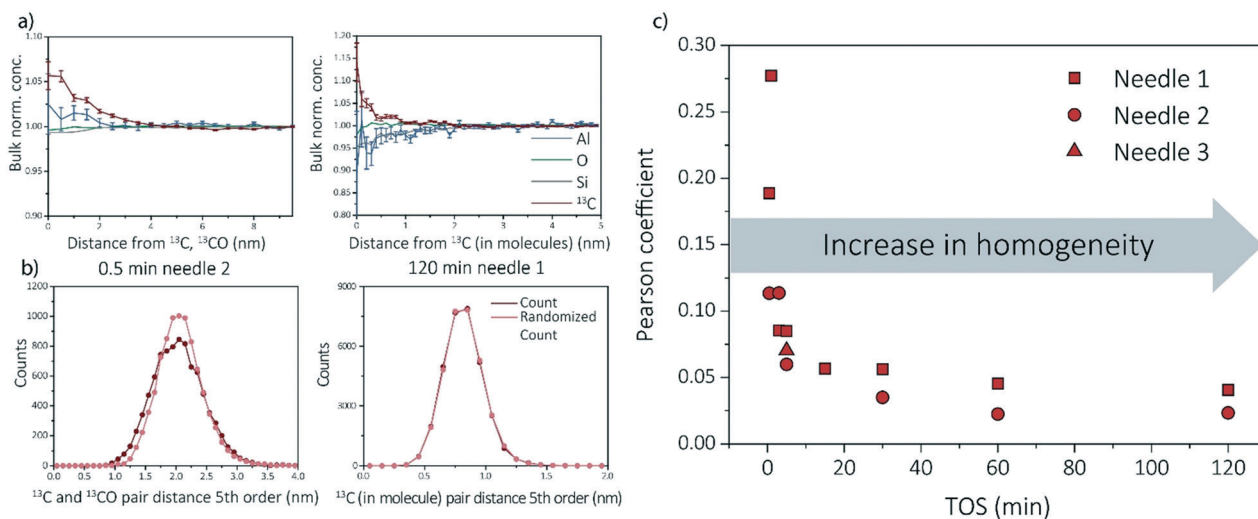 a)
Bulk norm. conc.
1.10
1.05
1.00
0.95
0.90
0
2
4
6
8
Distance from ¹³C, ¹³CO (nm)
Bulk norm. conc.
1.20
1.15
1.10
1.05
1.00
0.95
0.90
0.85
0.80
Al
O
Si
¹³C
0
1
2
3
4
5
Distance from ¹³C (in molecules) (nm)
b)
0.5 min needle 2
Counts
1200
1000
800
600
400
200
0
0.0 0.5 1.0 1.5 2.0 2.5 3.0 3.5 4.0
¹³C and ¹³CO pair distance 5th order (nm)
120 min needle 1
Counts
9000
6000
3000
0
Count
Randomized
Count
0.0 0.5 1.0 1.5 2.0
¹³C (in molecule) pair distance 5th order (nm)
c)
Pearson coefficient
0.30
0.25
0.20
0.15
0.10
0.05
0.00
Needle 1
Needle 2
Needle 3
Increase in homogeneity
0 20 40 60 80 100 120
TOS (min)